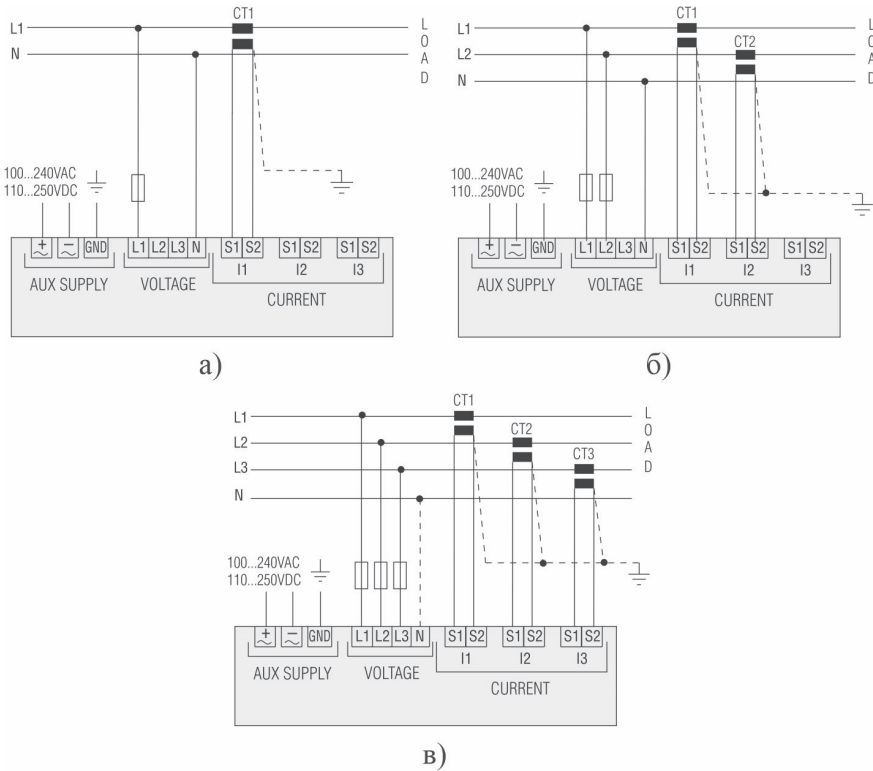 CT1
L1
N
L O A D
100...240VAC
110...250VDC
+ − GND L1 L2 L3 N S1 S2 S1 S2 S1 S2
I1 I2 I3
AUX SUPPLY VOLTAGE
CURRENT
а)
CT1
L1
CT2
L2
N
L O A D
100...240VAC
110...250VDC
+ − GND L1 L2 L3 N S1 S2 S1 S2 S1 S2
I1 I2 I3
AUX SUPPLY VOLTAGE
CURRENT
б)
CT1
L1
CT2
L2
CT3
L3
N
L O A D
100...240VAC
110...250VDC
+ − GND L1 L2 L3 N S1 S2 S1 S2 S1 S2
I1 I2 I3
AUX SUPPLY VOLTAGE
CURRENT
в)